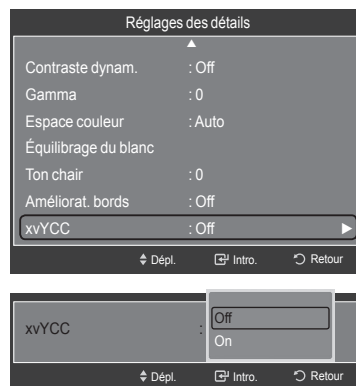 Réglages des détails
Contraste dynam. : Off
Gamma : 0
Espace couleur : Auto
Équilibrage du blanc
Ton chair : 0
Améliorat. bords : Off
xvYCC : Off
Dépl. Intro. Retour
xvYCC : Off
On
Dépl. Intro. Retour